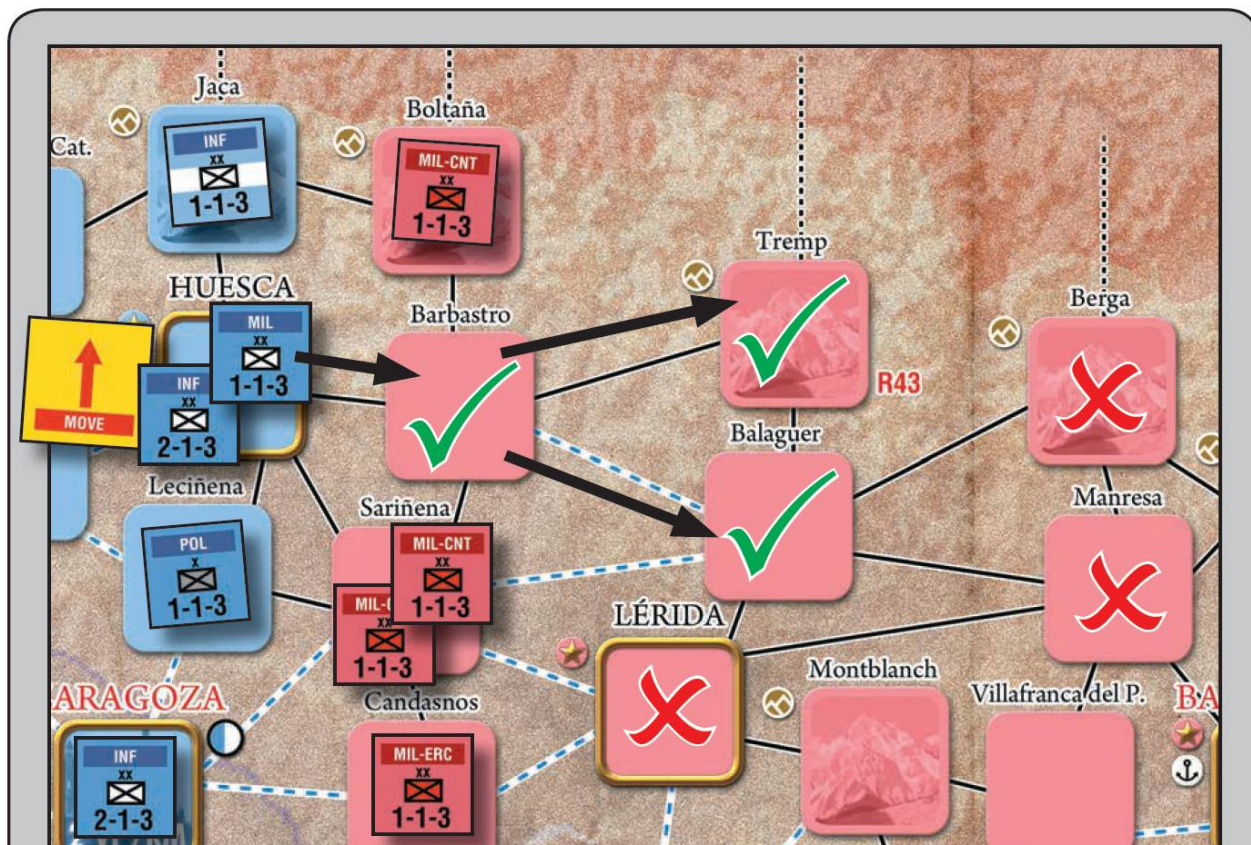 Jaca
Boltaña
Cat.
INF
xx
1-1-3
MIL-CNT
xx
1-1-3
Tremp
HUESCA
Berga
Barbastro
MIL
xx
1-1-3
INF
xx
2-1-3
MOVE
R43
Balaguer
Leciñena
Sariñena
Manresa
POL
x
1-1-3
MIL-CNT
xx
1-1-3
MIL-C
xx
1-1-3
LÉRIDA
Montblanch
Villafranca del P.
BA
ARAGOZA
Candasnos
INF
xx
2-1-3
MIL-ERC
xx
1-1-3